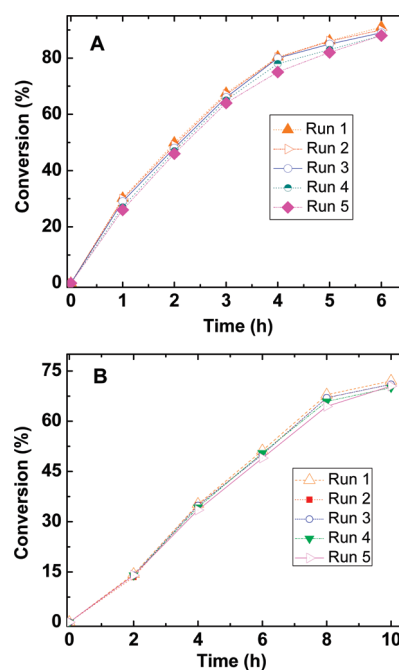 A
Conversion (%)
80
60
40
20
0
Run 1
Run 2
Run 3
Run 4
Run 5
0 1 2 3 4 5 6
Time (h)
B
Conversion (%)
75
60
45
30
15
0
Run 1
Run 2
Run 3
Run 4
Run 5
0 2 4 6 8 10
Time (h)